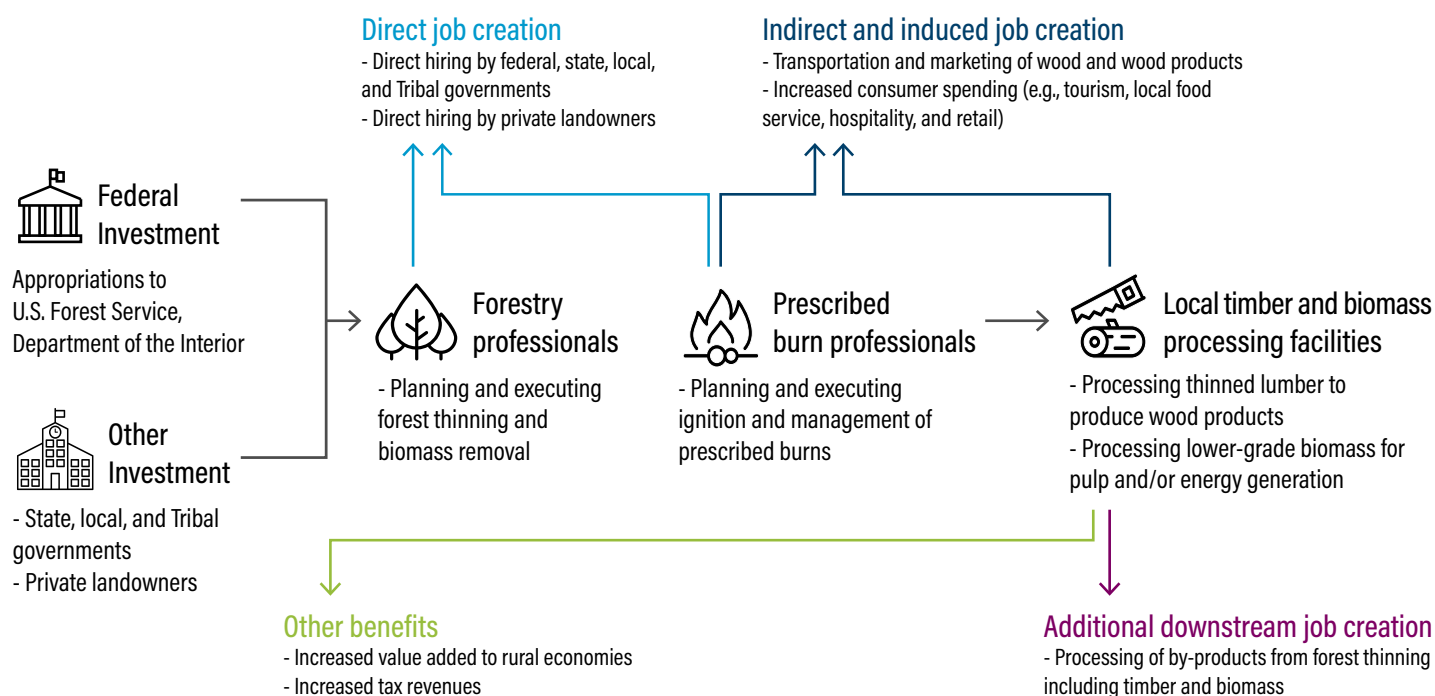 Direct job creation
- Direct hiring by federal, state, local,
and Tribal governments
- Direct hiring by private landowners
Indirect and induced job creation
- Transportation and marketing of wood and wood products
- Increased consumer spending (e.g., tourism, local food
service, hospitality, and retail)
Federal
Investment
Appropriations to
U.S. Forest Service,
Department of the Interior
Other
Investment
- State, local, and Tribal
governments
- Private landowners
Forestry
professionals
- Planning and executing
forest thinning and
biomass removal
Prescribed
burn professionals
- Planning and executing
ignition and management of
prescribed burns
Local timber and biomass
processing facilities
- Processing thinned lumber to
produce wood products
- Processing lower-grade biomass for
pulp and/or energy generation
Other benefits
- Increased value added to rural economies
- Increased tax revenues
Additional downstream job creation
- Processing of by-products from forest thinning
including timber and biomass